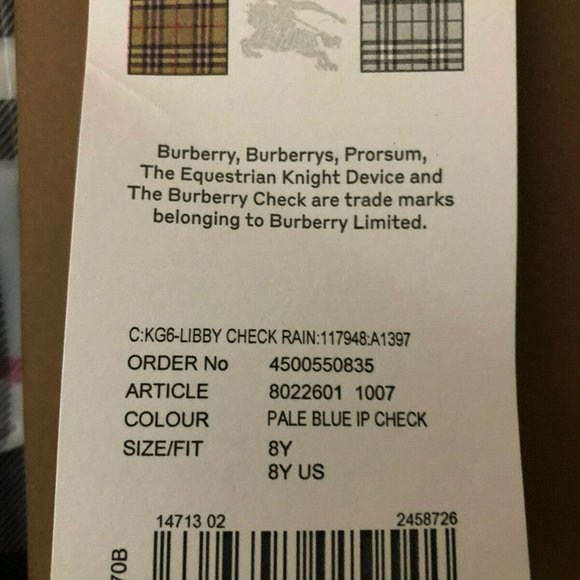 Burberry, Burberrys, Prorsum,
The Equestrian Knight Device and
The Burberry Check are trade marks
belonging to Burberry Limited.
C:KG6-LIBBY CHECK RAIN:117948:A1397
ORDER No 4500550835
ARTICLE 8022601 1007
COLOUR PALE BLUE IP CHECK
SIZE/FIT 8Y
8Y US
14713 02 2458726
70B